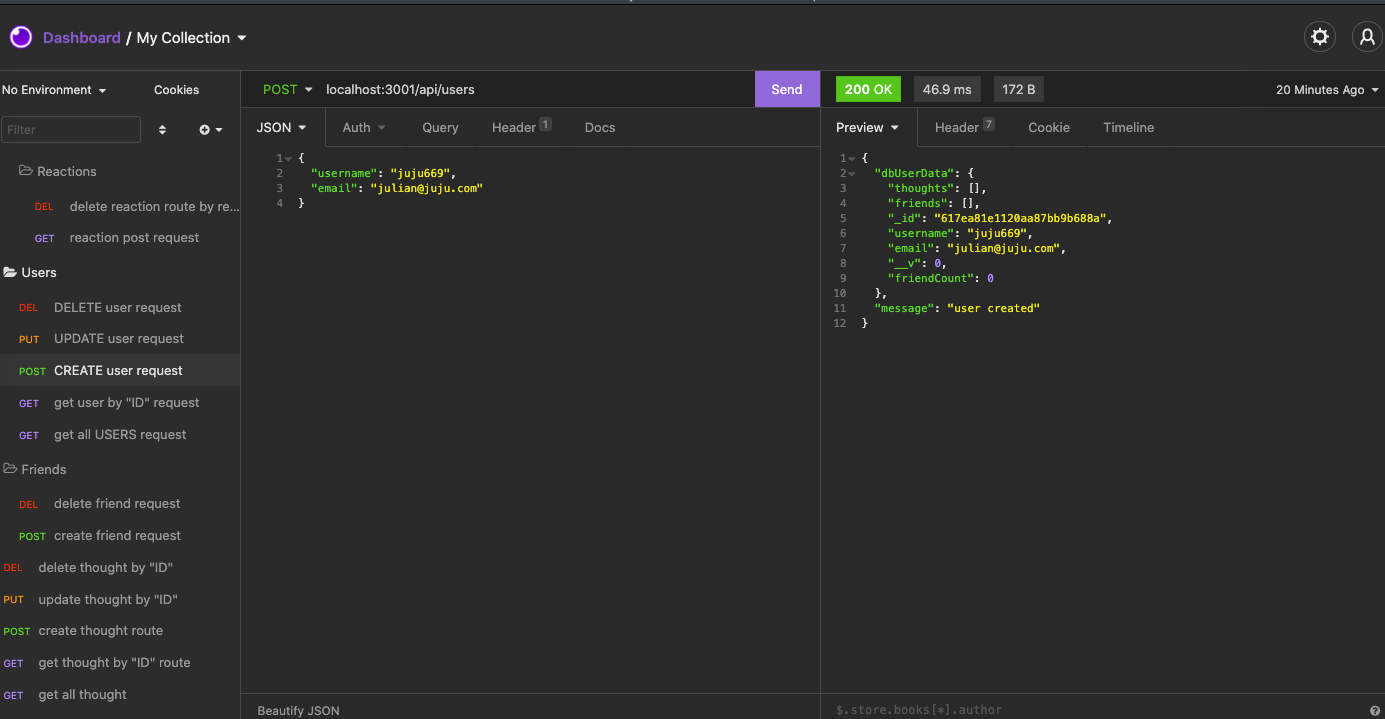 Dashboard / My Collection
No Environment
Cookies
Filter
Reactions
DEL delete reaction route by re...
GET reaction post request
Users
DEL DELETE user request
PUT UPDATE user request
POST CREATE user request
GET get user by "ID" request
GET get all USERS request
Friends
DEL delete friend request
POST create friend request
DEL delete thought by "ID"
PUT update thought by "ID"
POST create thought route
GET get thought by "ID" route
GET get all thought
POST localhost:3001/api/users Send
JSON Auth Query Header 1 Docs
1 {
2 "username": "juju669",
3 "email": "julian@juju.com"
4 }
Beautify JSON
200 OK 46.9 ms 172 B 20 Minutes Ago
Preview Header 7 Cookie Timeline
1 {
2 "dbUserData": {
3 "thoughts": [],
4 "friends": [],
5 "_id": "617ea81e1120aa87bb9b688a",
6 "username": "juju669",
7 "email": "julian@juju.com",
8 "__v": 0,
9 "friendCount": 0
10 },
11 "message": "user created"
12 }
$.store.books[*].author